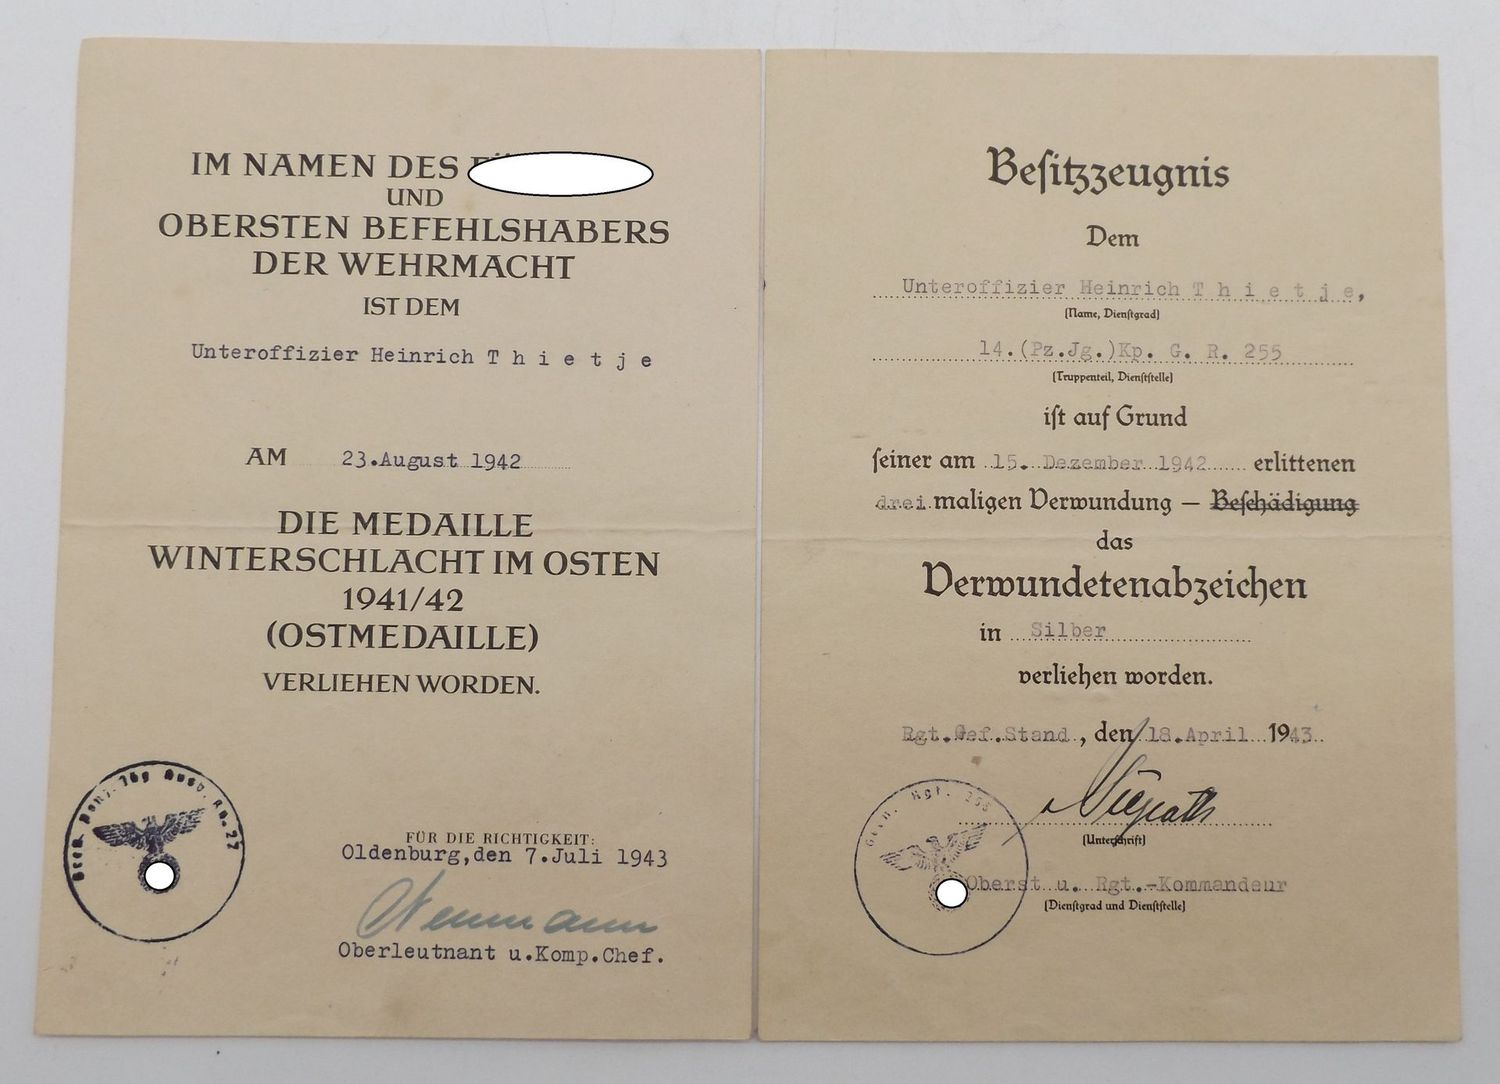 IM NAMEN DES
UND
OBERSTEN BEFEHLSHABERS
DER WEHRMACHT
IST DEM
Unteroffizier Heinrich T h i e t j e
AM 23.August 1942
DIE MEDAILLE
WINTERSCHLACHT IM OSTEN
1941/42
(OSTMEDAILLE)
VERLIEHEN WORDEN.
FÜR DIE RICHTIGKEIT:
Oldenburg,den 7.Juli 1943
Neumann
Oberleutnant u.Komp.Chef.
Beſitzzeugnis
Dem
Unteroffizier Heinrich T h i e t j e,
(Name, Dienſtgrad)
14.(Pz.Jg.)Kp. G. R. 255
(Truppenteil, Dienſtſtelle)
iſt auf Grund
ſeiner am 15. Dezember 1942 erlittenen
drei maligen Verwundung – Beſchädigung
das
Verwundetenabzeichen
in Silber
verliehen worden.
Rgt.Gef.Stand, den 18.April 1943
(Unterſchrift)
Oberst u. Rgt.-Kommandeur
(Dienſtgrad und Dienſtſtelle)